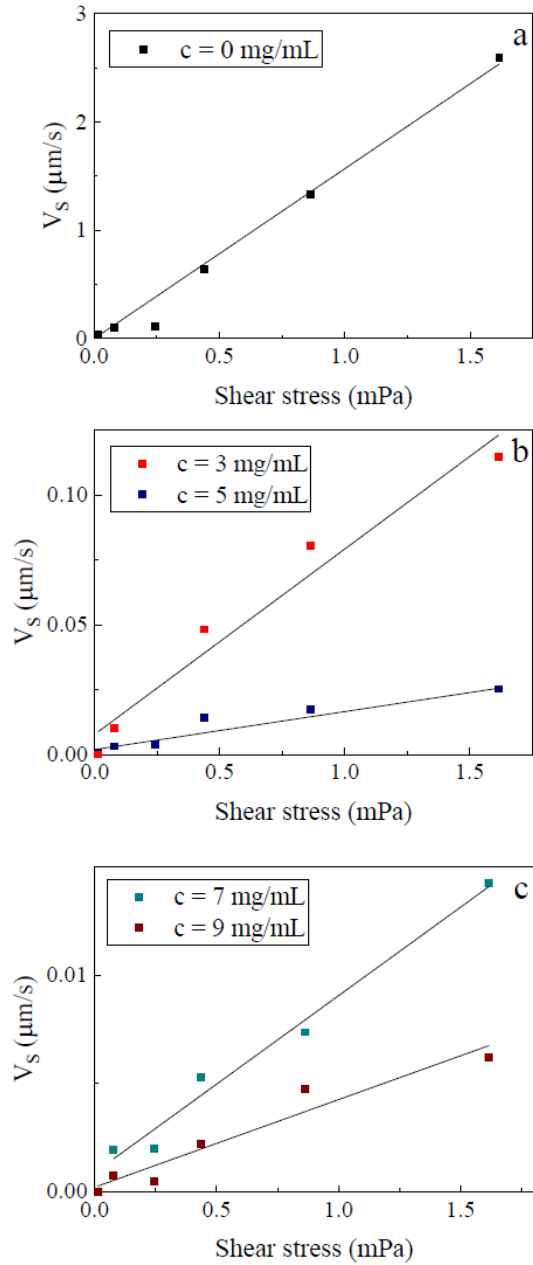 3
a
c = 0 mg/mL
2
V_S (μm/s)
1
0
0.0 0.5 1.0 1.5
Shear stress (mPa)
b
c = 3 mg/mL
c = 5 mg/mL
0.10
V_S (μm/s)
0.05
0.00
0.0 0.5 1.0 1.5
Shear stress (mPa)
c
c = 7 mg/mL
c = 9 mg/mL
0.01
V_S (μm/s)
0.00
0.0 0.5 1.0 1.5
Shear stress (mPa)